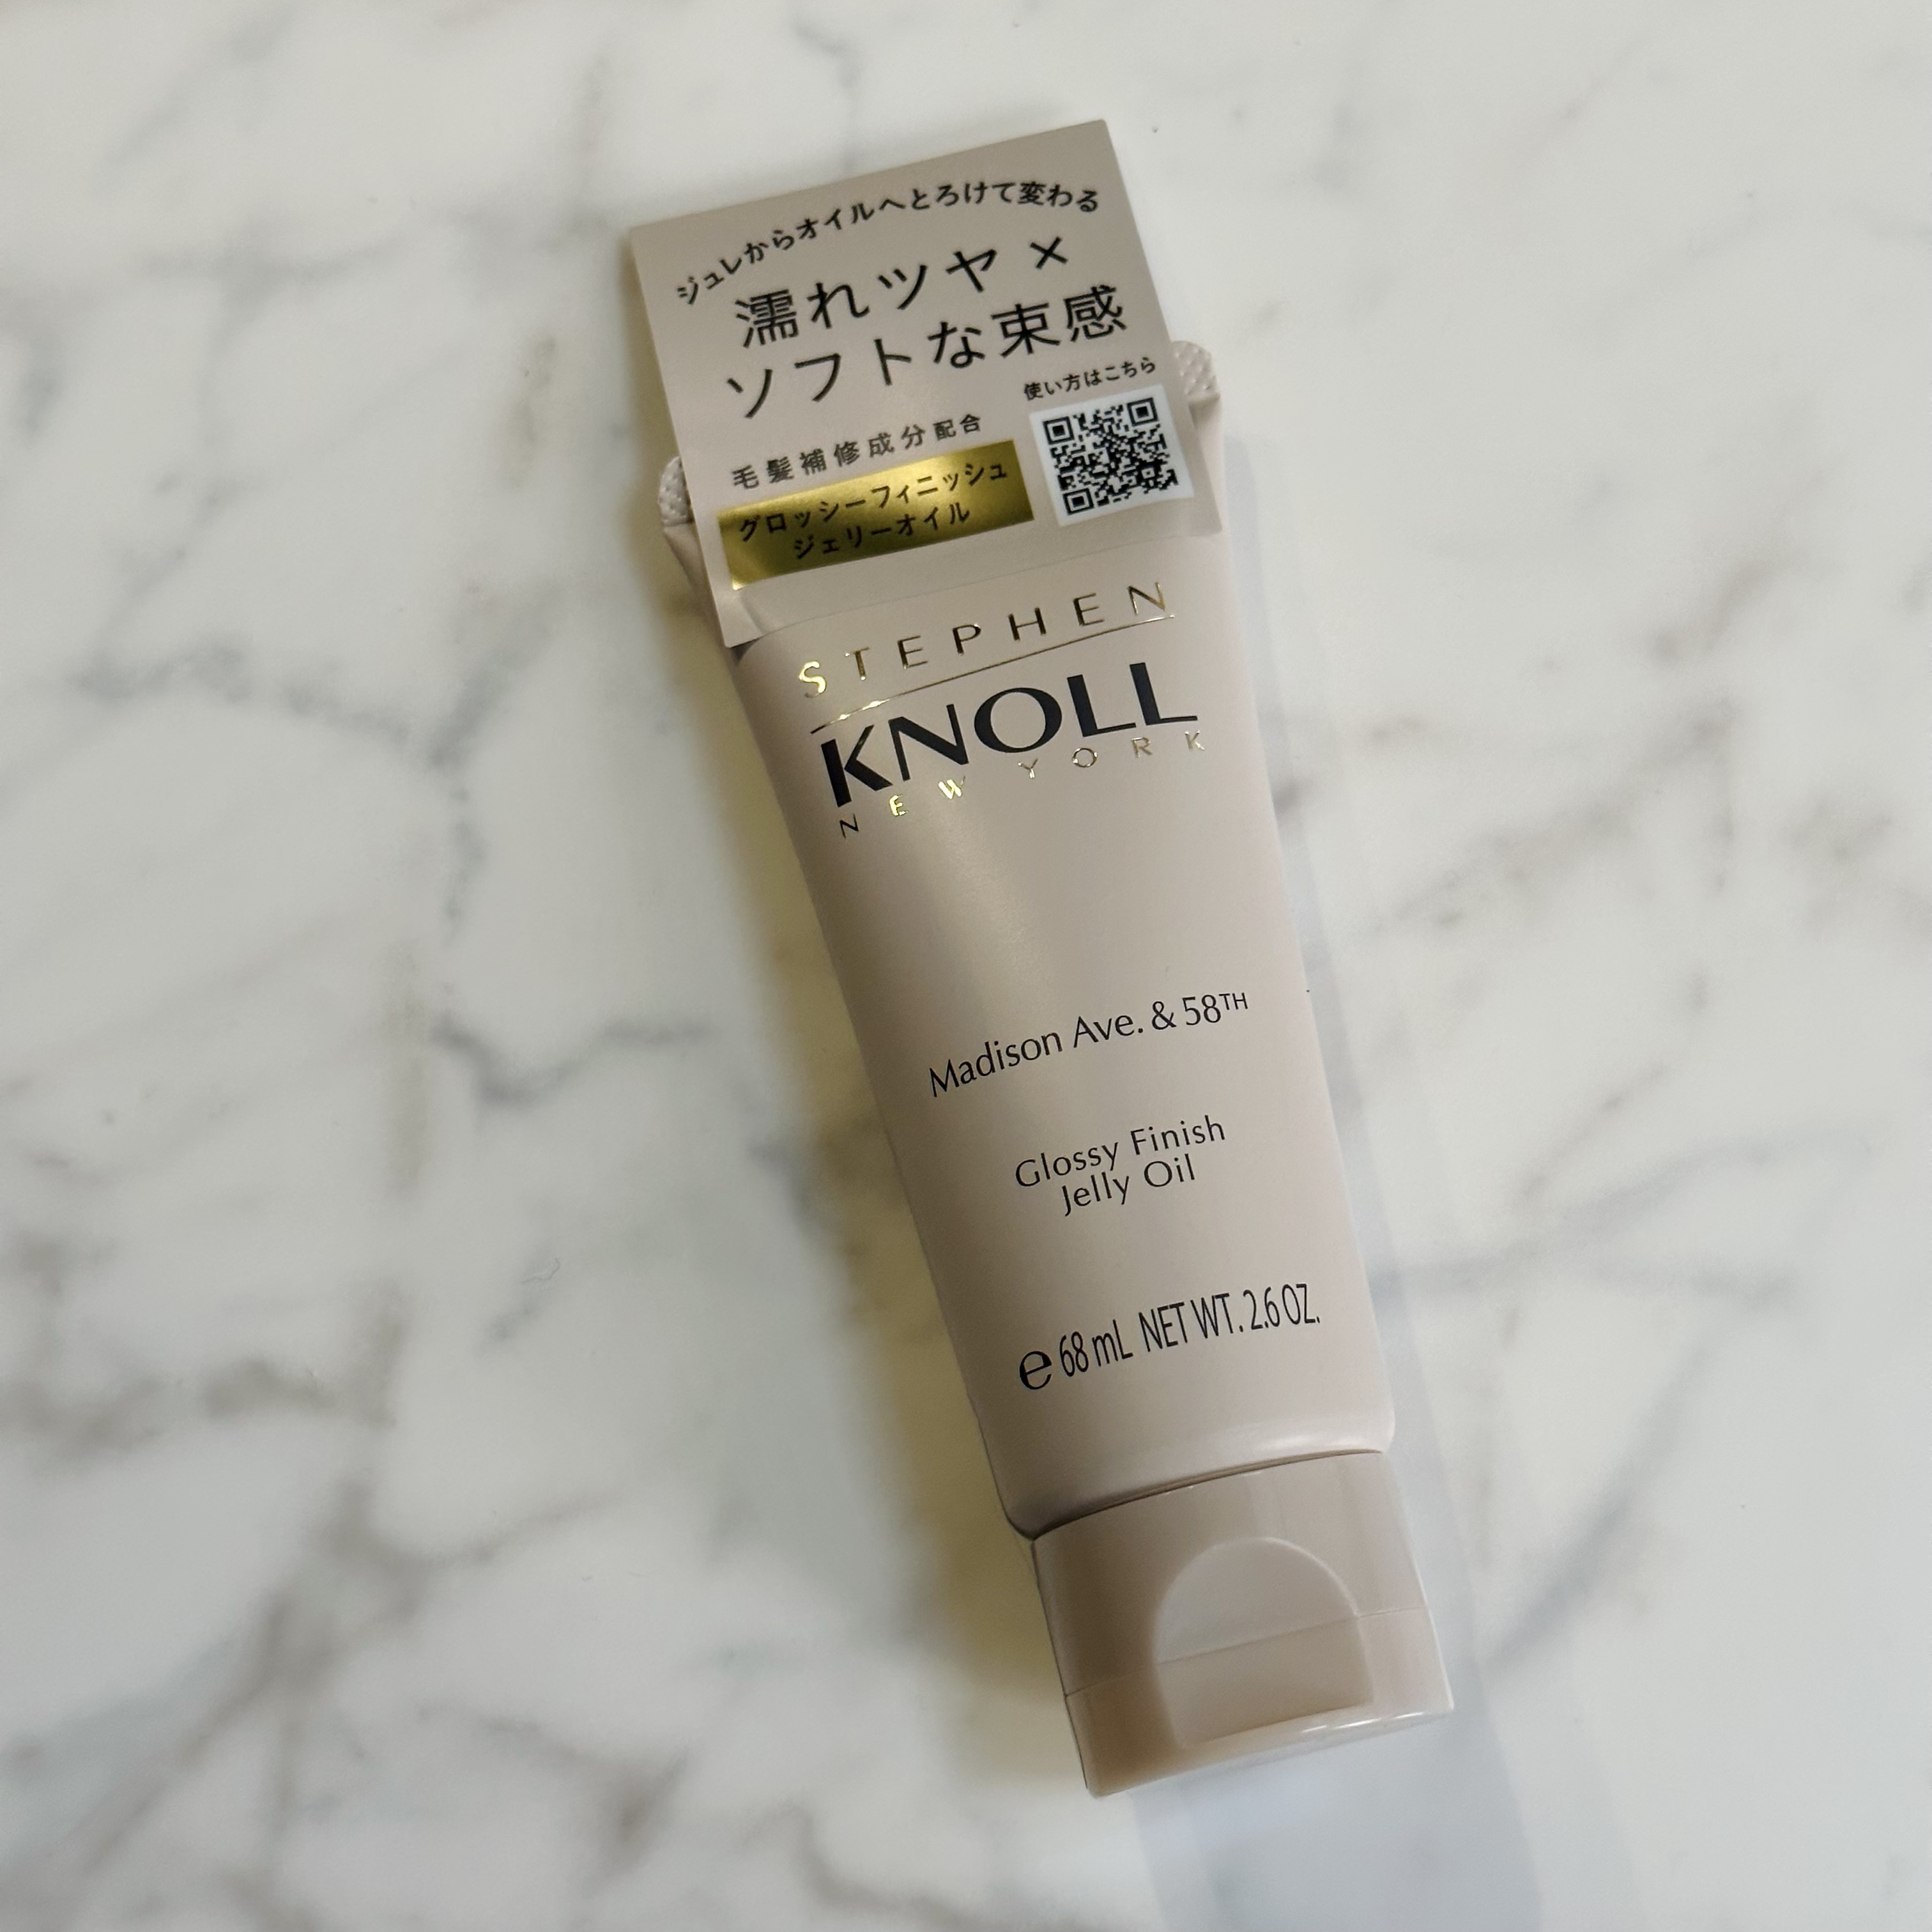 ジュレからオイルへとろけて変わる
濡れツヤ ×
ソフトな束感
使い方はこちら
毛髪補修成分配合
グロッシーフィニッシュ
ジェリーオイル
STEPHEN
KNOLL
NEW YORK
Madison Ave. & 58TH
Glossy Finish
Jelly Oil
℮ 68 mL NET WT. 2.6 OZ.